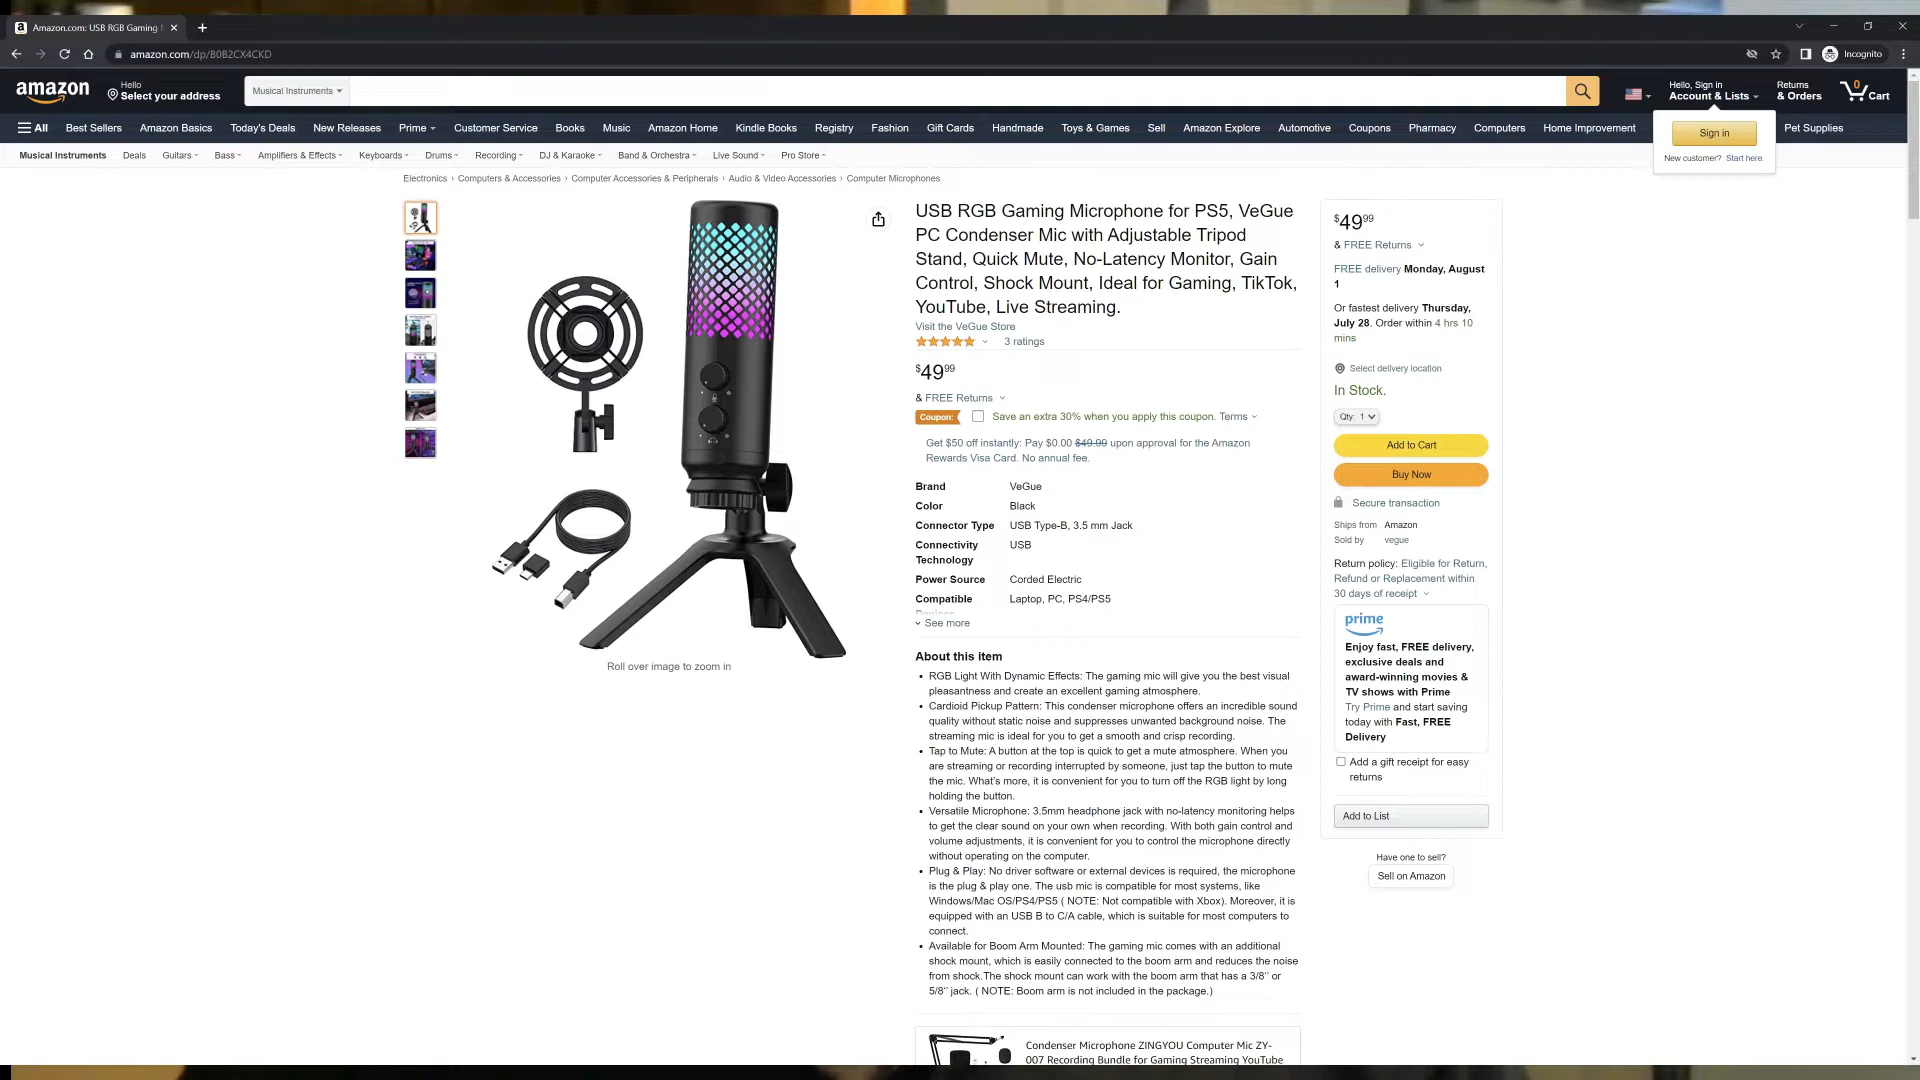 Amazon.com: USB RGB Gaming
amazon.com/dp/B0B2CX4CKD
Incognito
amazon
Hello
Select your address
Musical Instruments
Hello, Sign in
Account & Lists
Returns
& Orders
0
Cart
All
Best Sellers
Amazon Basics
Today's Deals
New Releases
Prime
Customer Service
Books
Music
Amazon Home
Kindle Books
Registry
Fashion
Gift Cards
Handmade
Toys & Games
Sell
Amazon Explore
Automotive
Coupons
Pharmacy
Computers
Home Improvement
Pet Supplies
Sign in
New customer? Start here.
Musical Instruments
Deals
Guitars
Bass
Amplifiers & Effects
Keyboards
Drums
Recording
DJ & Karaoke
Band & Orchestra
Live Sound
Pro Store
Electronics › Computers & Accessories › Computer Accessories & Peripherals › Audio & Video Accessories › Computer Microphones
Roll over image to zoom in
USB RGB Gaming Microphone for PS5, VeGue
PC Condenser Mic with Adjustable Tripod
Stand, Quick Mute, No-Latency Monitor, Gain
Control, Shock Mount, Ideal for Gaming, TikTok,
YouTube, Live Streaming.
Visit the VeGue Store
3 ratings
$49 99
& FREE Returns
Coupon: Save an extra 30% when you apply this coupon. Terms
Get $50 off instantly: Pay $0.00 $49.99 upon approval for the Amazon
Rewards Visa Card. No annual fee.
Brand VeGue
Color Black
Connector Type USB Type-B, 3.5 mm Jack
Connectivity USB
Technology
Power Source Corded Electric
Compatible Laptop, PC, PS4/PS5
Devices
See more
About this item
• RGB Light With Dynamic Effects: The gaming mic will give you the best visual
pleasantness and create an excellent gaming atmosphere.
• Cardioid Pickup Pattern: This condenser microphone offers an incredible sound
quality without static noise and suppresses unwanted background noise. The
streaming mic is ideal for you to get a smooth and crisp recording.
• Tap to Mute: A button at the top is quick to get a mute atmosphere. When you
are streaming or recording interrupted by someone, just tap the button to mute
the mic. What's more, it is convenient for you to turn off the RGB light by long
holding the button.
• Versatile Microphone: 3.5mm headphone jack with no-latency monitoring helps
to get the clear sound on your own when recording. With both gain control and
volume adjustments, it is convenient for you to control the microphone directly
without operating on the computer.
• Plug & Play: No driver software or external devices is required, the microphone
is the plug & play one. The usb mic is compatible for most systems, like
Windows/Mac OS/PS4/PS5 ( NOTE: Not compatible with Xbox). Moreover, it is
equipped with an USB B to C/A cable, which is suitable for most computers to
connect.
• Available for Boom Arm Mounted: The gaming mic comes with an additional
shock mount, which is easily connected to the boom arm and reduces the noise
from shock.The shock mount can work with the boom arm that has a 3/8'' or
5/8'' jack. ( NOTE: Boom arm is not included in the package.)
Condenser Microphone ZINGYOU Computer Mic ZY-
007 Recording Bundle for Gaming Streaming YouTube
$49 99
& FREE Returns
FREE delivery Monday, August
1
Or fastest delivery Thursday,
July 28. Order within 4 hrs 10
mins
Select delivery location
In Stock.
Qty: 1
Add to Cart
Buy Now
Secure transaction
Ships from Amazon
Sold by vegue
Return policy: Eligible for Return,
Refund or Replacement within
30 days of receipt
prime
Enjoy fast, FREE delivery,
exclusive deals and
award-winning movies &
TV shows with Prime
Try Prime and start saving
today with Fast, FREE
Delivery
Add a gift receipt for easy
returns
Add to List
Have one to sell?
Sell on Amazon